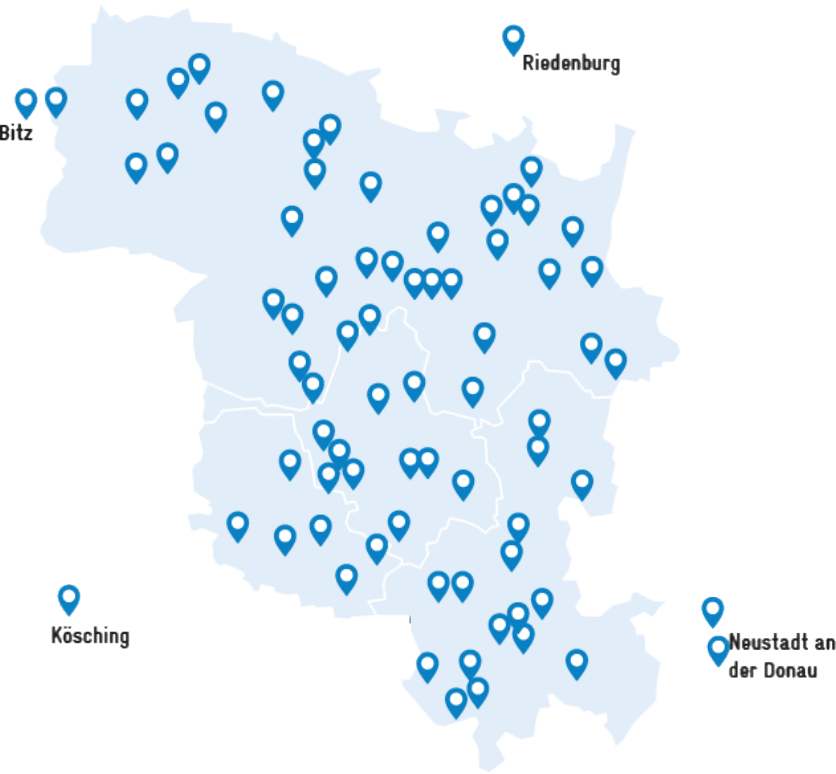 Riedenburg
Bitz
Kösching
Neustadt an
der Donau